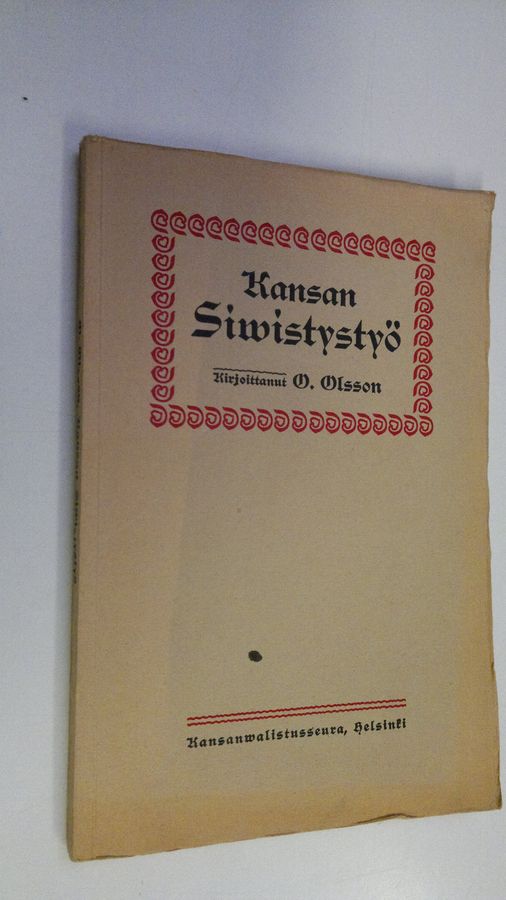 Kansan
Siwistystyö
Kirjoittanut O. Olsson
Kansanwalistusseura, Helsinki